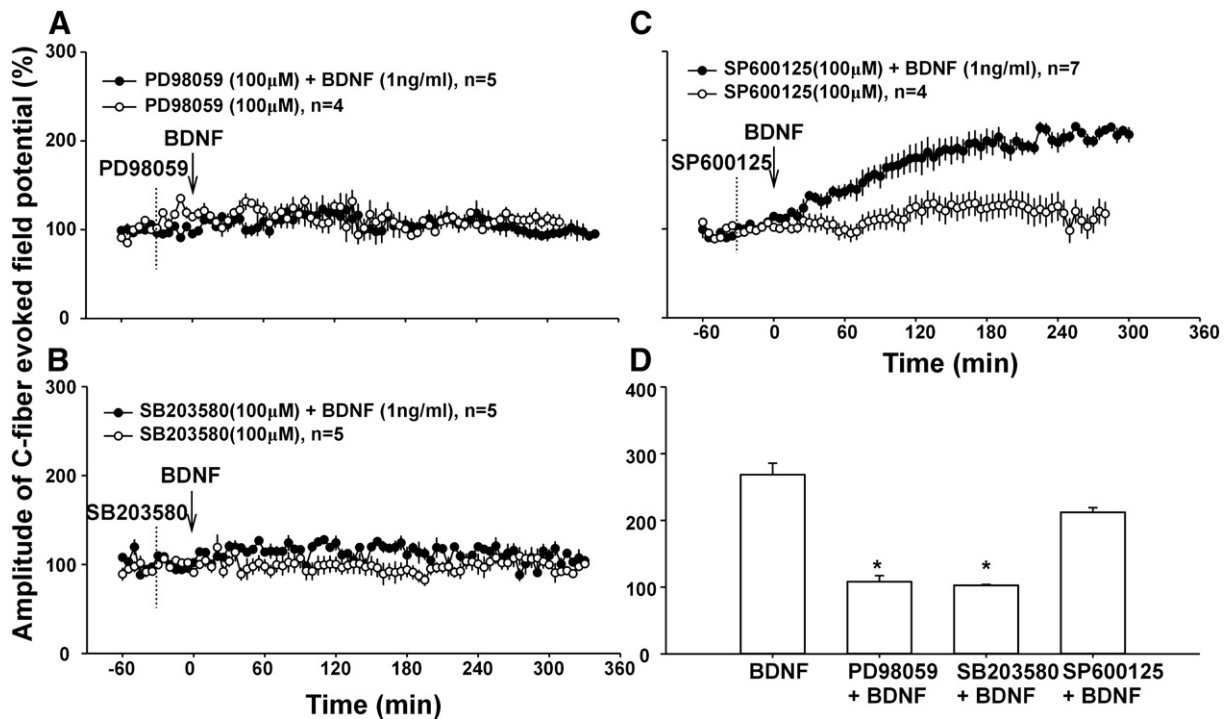 Amplitude of C-fiber evoked field potential (%)
A
300
200
100
0
PD98059 (100μM) + BDNF (1ng/ml), n=5
PD98059 (100μM), n=4
BDNF
PD98059
B
300
200
100
0
SB203580(100μM) + BDNF (1ng/ml), n=5
SB203580(100μM), n=5
BDNF
SB203580
-60 0 60 120 180 240 300 360
Time (min)
C
SP600125(100μM) + BDNF (1ng/ml), n=7
SP600125(100μM), n=4
BDNF
SP600125
-60 0 60 120 180 240 300 360
Time (min)
D
400
300
200
100
0
* *
BDNF PD98059 SB203580 SP600125
+ BDNF + BDNF + BDNF